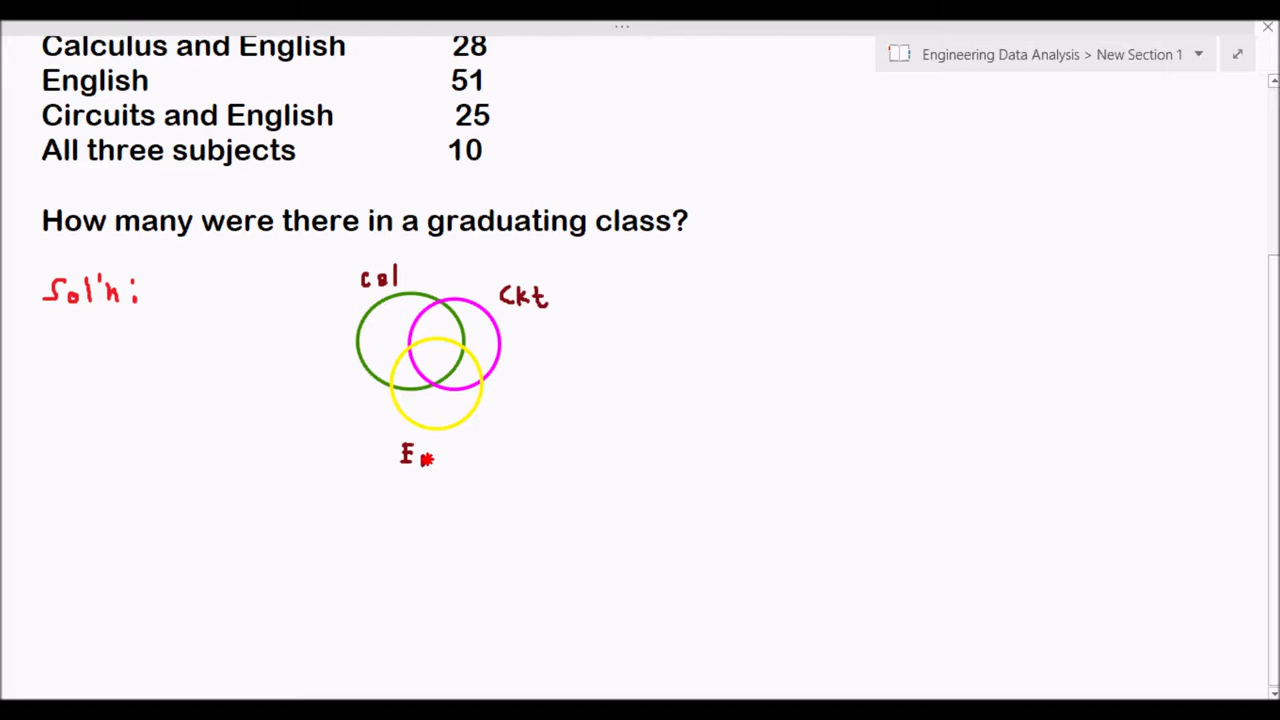 Calculus and English 28
Engineering Data Analysis > New Section 1
English 51
Circuits and English 25
All three subjects 10
How many were there in a graduating class?
Sol'n:
Cal
Ckt
E